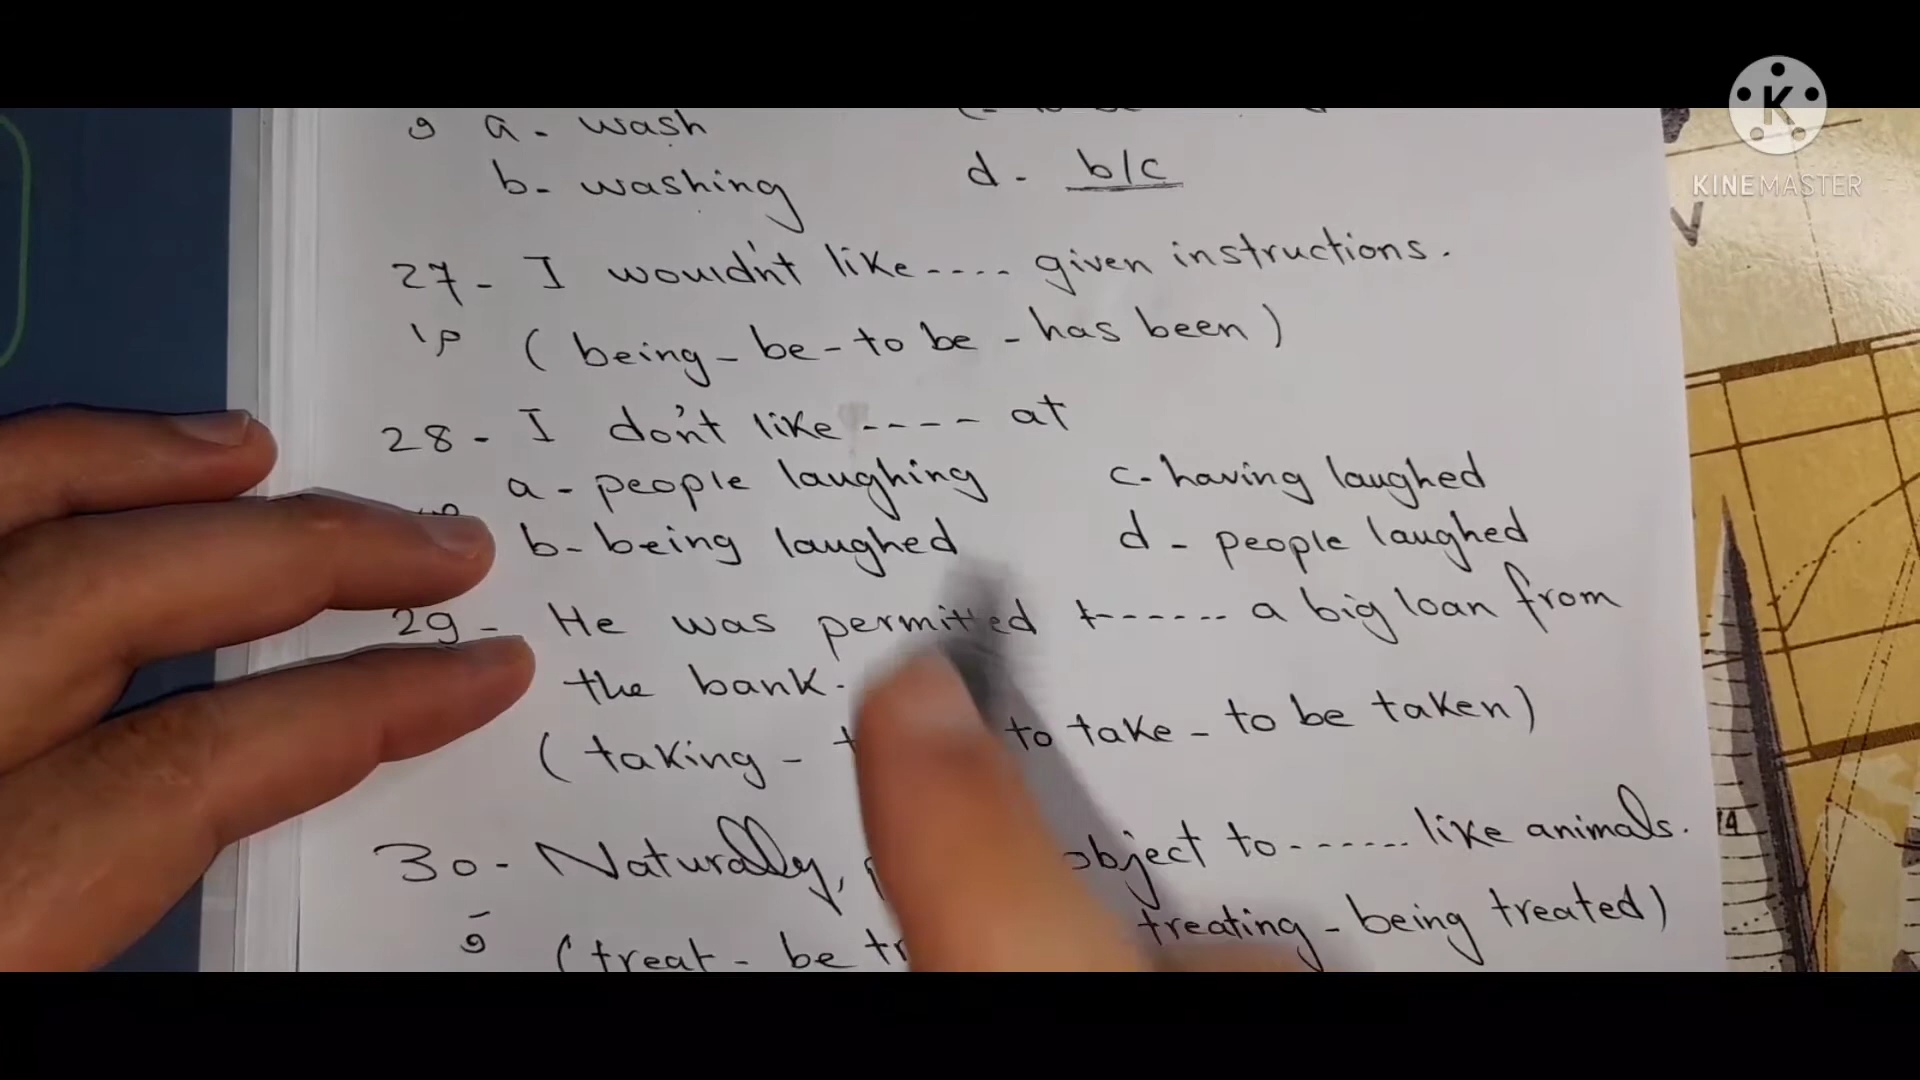 a - wash
b- washing
d - b/c
27 - I wouldn't like .... given instructions.
( being - be - to be - has been )
28 - I don't like ---- at
a - people laughing
c- having laughed
b- being laughed
d - people laughed
29 - He was permitted ------ a big loan from
the bank.
( taking - to take - to be taken )
30 - Naturally, object to ------ like animals.
( treat - be treating - being treated )
KINEMASTER
K
74